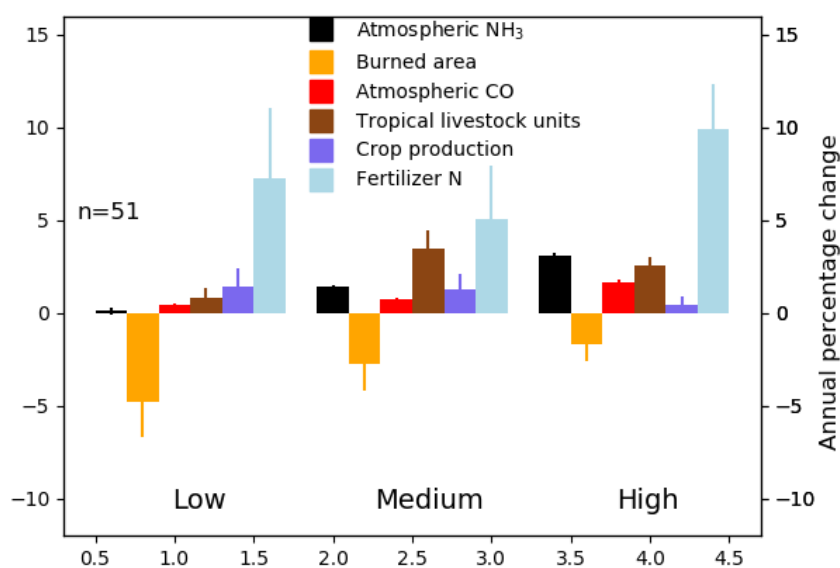 Atmospheric NH₃
Burned area
Atmospheric CO
Tropical livestock units
Crop production
Fertilizer N
n=51
15
10
5
0
−5
−10
15
10
5
0
−5
−10
Annual percentage change
Low Medium High
0.5 1.0 1.5 2.0 2.5 3.0 3.5 4.0 4.5